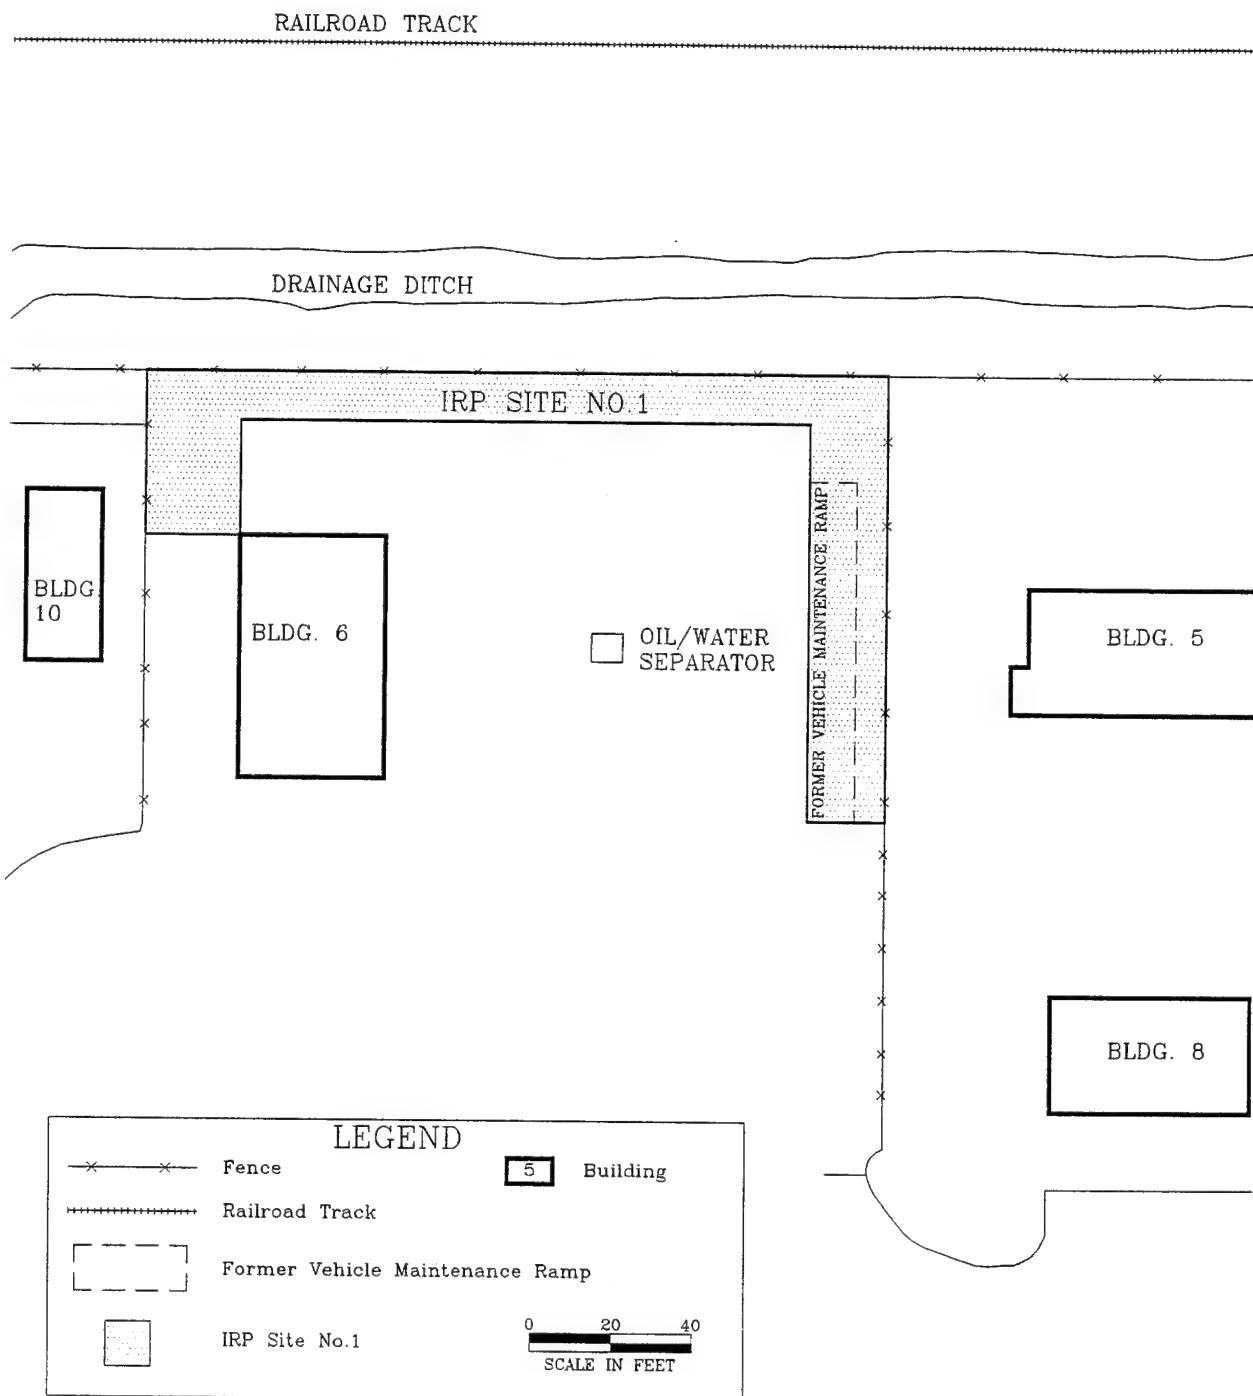 RAILROAD TRACK
DRAINAGE DITCH
IRP SITE NO.1
FORMER VEHICLE MAINTENANCE RAMP
BLDG.
10
BLDG. 6
OIL/WATER
SEPARATOR
BLDG. 5
BLDG. 8
LEGEND
Fence
5 Building
Railroad Track
Former Vehicle Maintenance Ramp
IRP Site No.1
0 20 40
SCALE IN FEET